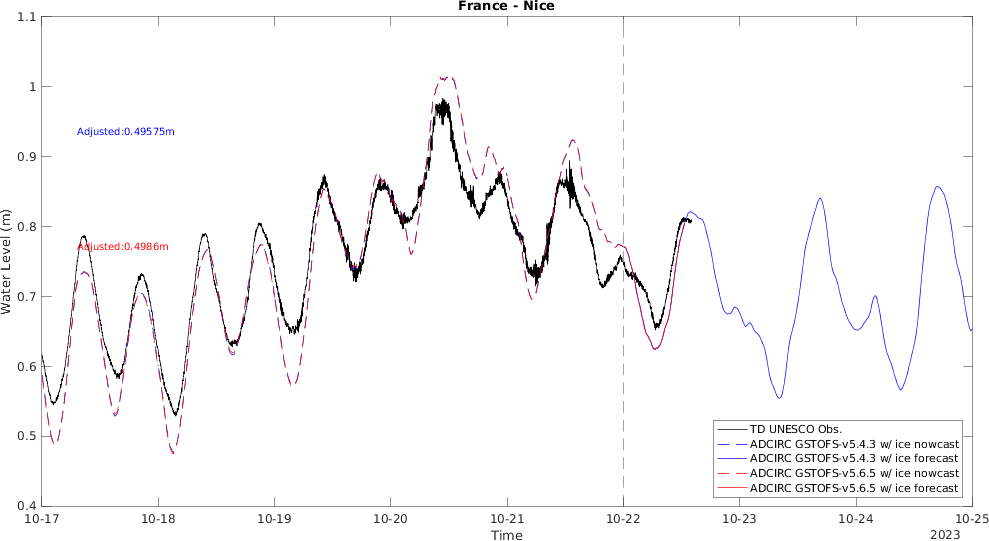 France - Nice
1.1
1
0.9
0.8
0.7
0.6
0.5
0.4
Water Level (m)
Adjusted:0.49575m
Adjusted:0.4986m
TD UNESCO Obs.
ADCIRC GSTOFS-v5.4.3 w/ ice nowcast
ADCIRC GSTOFS-v5.4.3 w/ ice forecast
ADCIRC GSTOFS-v5.6.5 w/ ice nowcast
ADCIRC GSTOFS-v5.6.5 w/ ice forecast
10-17 10-18 10-19 10-20 10-21 10-22 10-23 10-24 10-25
Time
2023